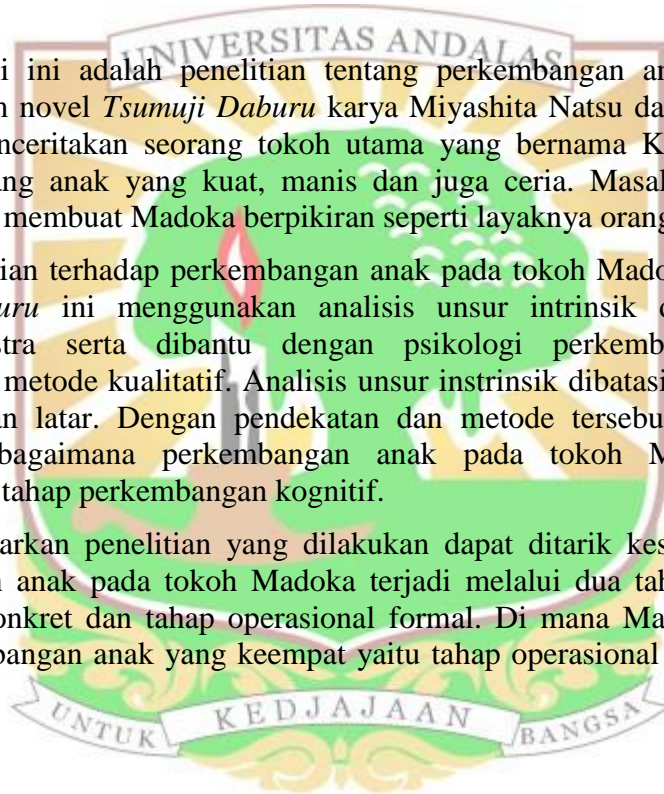 UNIVERSITAS ANDALAS
i ini adalah penelitian tentang perkembangan an
n novel Tsumuji Daburu karya Miyashita Natsu da
nceritakan seorang tokoh utama yang bernama K
ang anak yang kuat, manis dan juga ceria. Masal
membuat Madoka berpikiran seperti layaknya orang
ian terhadap perkembangan anak pada tokoh Mado
uru ini menggunakan analisis unsur intrinsik d
stra serta dibantu dengan psikologi perkemb
metode kualitatif. Analisis unsur instrinsik dibatasi
an latar. Dengan pendekatan dan metode tersebu
bagaimana perkembangan anak pada tokoh M
tahap perkembangan kognitif.
arkan penelitian yang dilakukan dapat ditarik kes
n anak pada tokoh Madoka terjadi melalui dua tah
onkret dan tahap operasional formal. Di mana Ma
bangan anak yang keempat yaitu tahap operasional
UNTUK KEDJAJAAN BANGSA